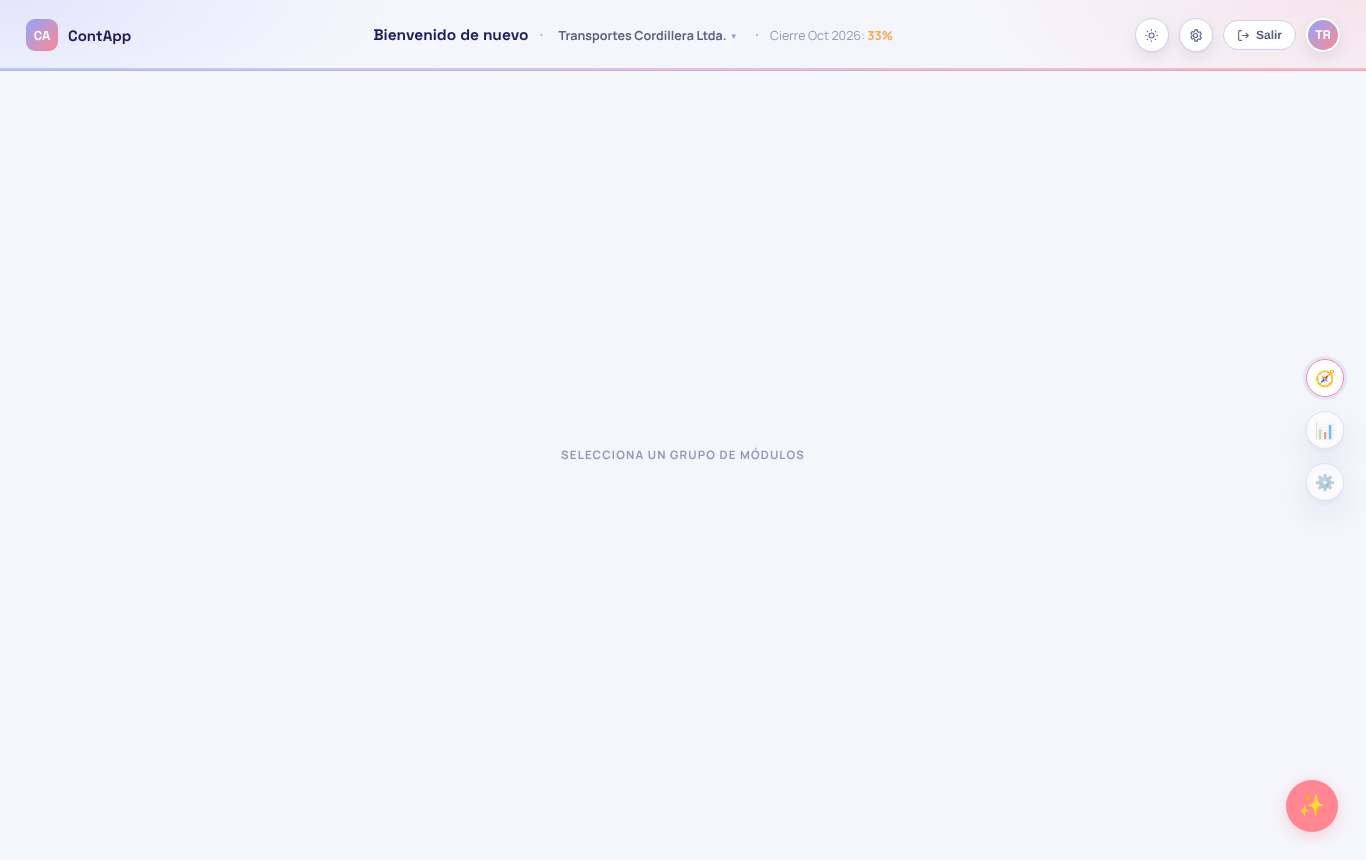 CA ContApp
Bienvenido de nuevo · Transportes Cordillera Ltda. ▾ · Cierre Oct 2026: 33%
Salir
TR
SELECCIONA UN GRUPO DE MÓDULOS